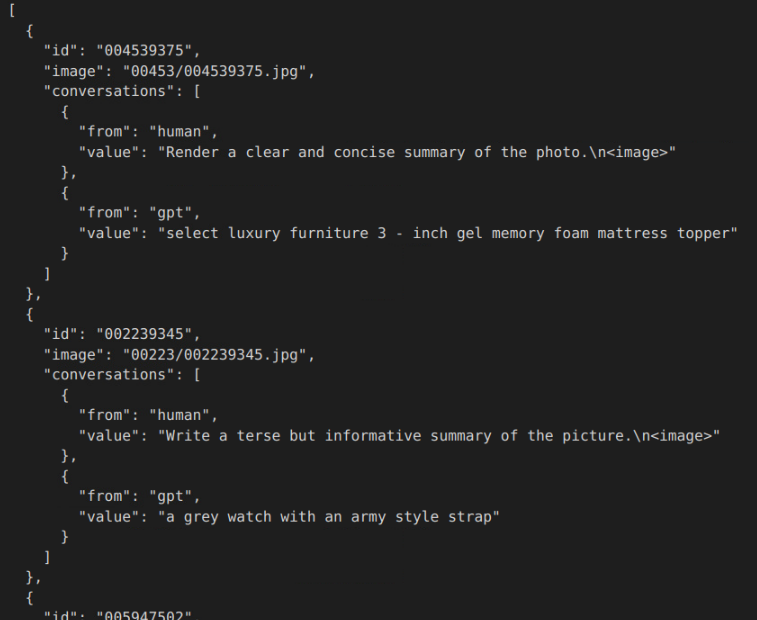 [
  {
    "id": "004539375",
    "image": "00453/004539375.jpg",
    "conversations": [
      {
        "from": "human",
        "value": "Render a clear and concise summary of the photo.\n<image>"
      },
      {
        "from": "gpt",
        "value": "select luxury furniture 3 - inch gel memory foam mattress topper"
      }
    ]
  },
  {
    "id": "002239345",
    "image": "00223/002239345.jpg",
    "conversations": [
      {
        "from": "human",
        "value": "Write a terse but informative summary of the picture.\n<image>"
      },
      {
        "from": "gpt",
        "value": "a grey watch with an army style strap"
      }
    ]
  },
  {
    "id": "005947502",